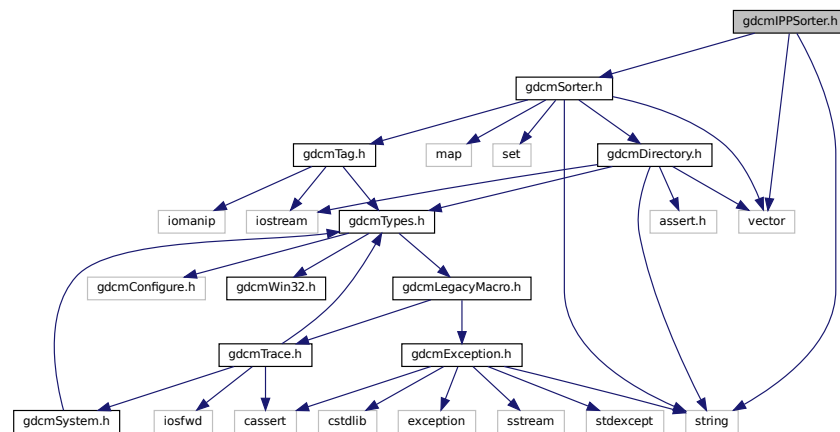 gdcmIPPSorter.h
gdcmSorter.h
gdcmTag.h
map
set
gdcmDirectory.h
iomanip
iostream
gdcmTypes.h
assert.h
vector
gdcmConfigure.h
gdcmWin32.h
gdcmLegacyMacro.h
gdcmTrace.h
gdcmException.h
gdcmSystem.h
iosfwd
cassert
cstdlib
exception
sstream
stdexcept
string